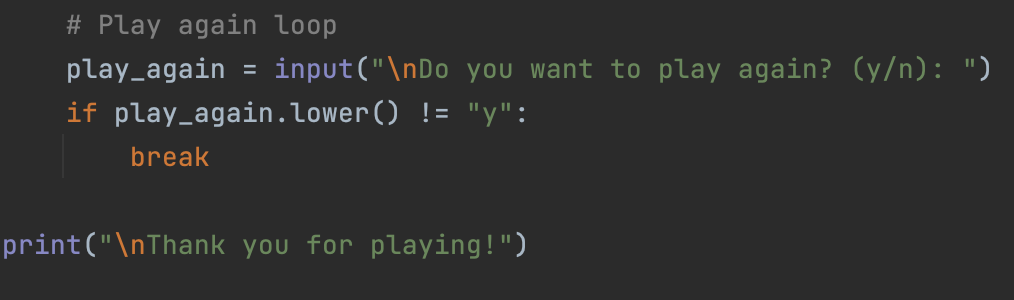 # Play again loop
play_again = input("\nDo you want to play again? (y/n): ")
if play_again.lower() != "y":
break
print("\nThank you for playing!")